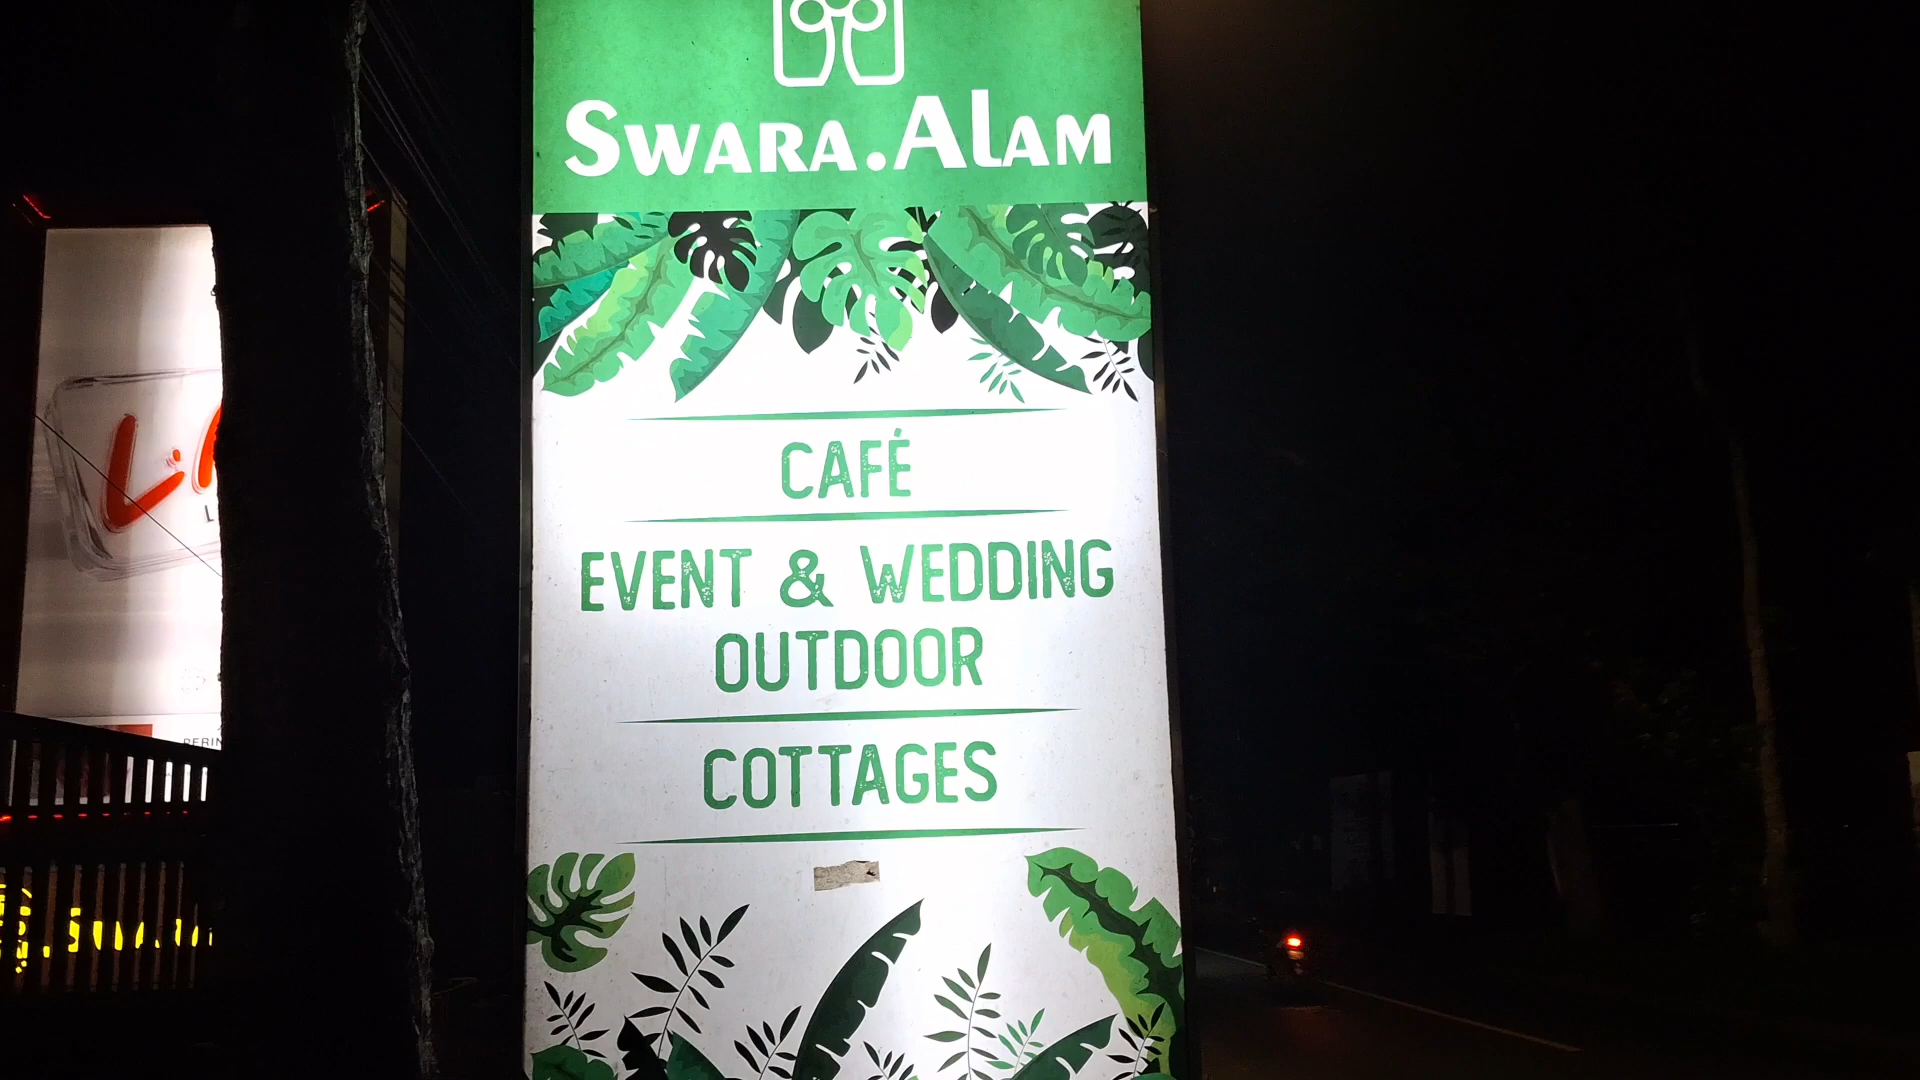 SWARA.ALAM
CAFÉ
EVENT & WEDDING
OUTDOOR
COTTAGES